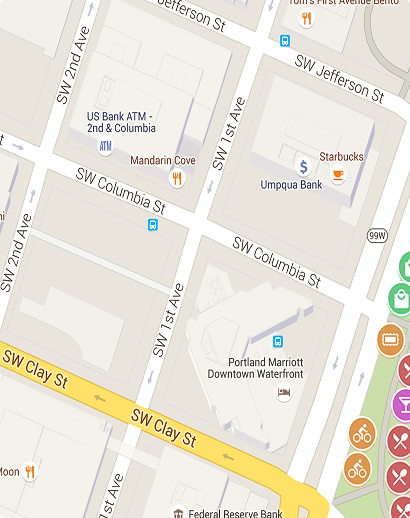 Tom's First Avenue Bento
Jefferson St
SW Jefferson St
SW 2nd Ave
SW 1st Ave
US Bank ATM -
2nd & Columbia
ATM
Mandarin Cove
Starbucks
$
Umpqua Bank
SW Columbia St
SW 2nd Ave
99W
SW Columbia St
SW 1st Ave
Portland Marriott
Downtown Waterfront
SW Clay St
SW Clay St
Moon
1st Ave
Federal Reserve Bank